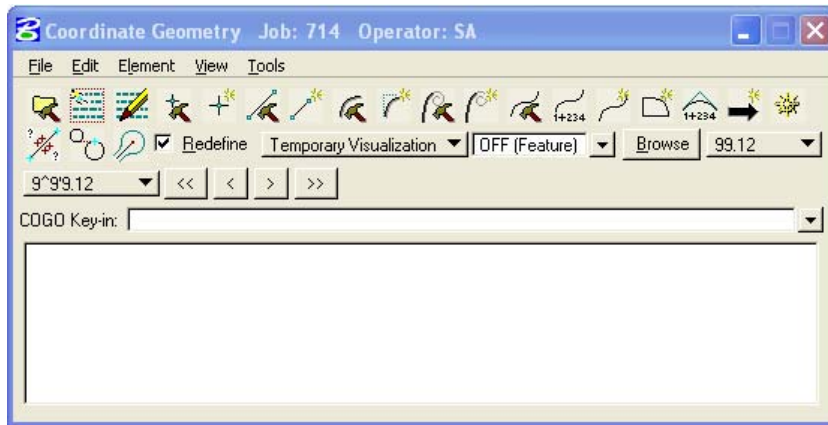 Coordinate Geometry Job: 714 Operator: SA
File Edit Element View Tools
1+234 1+234
Redefine Temporary Visualization OFF (Feature) Browse 99.12
9^9'9.12 << < > >>
COGO Key-in: